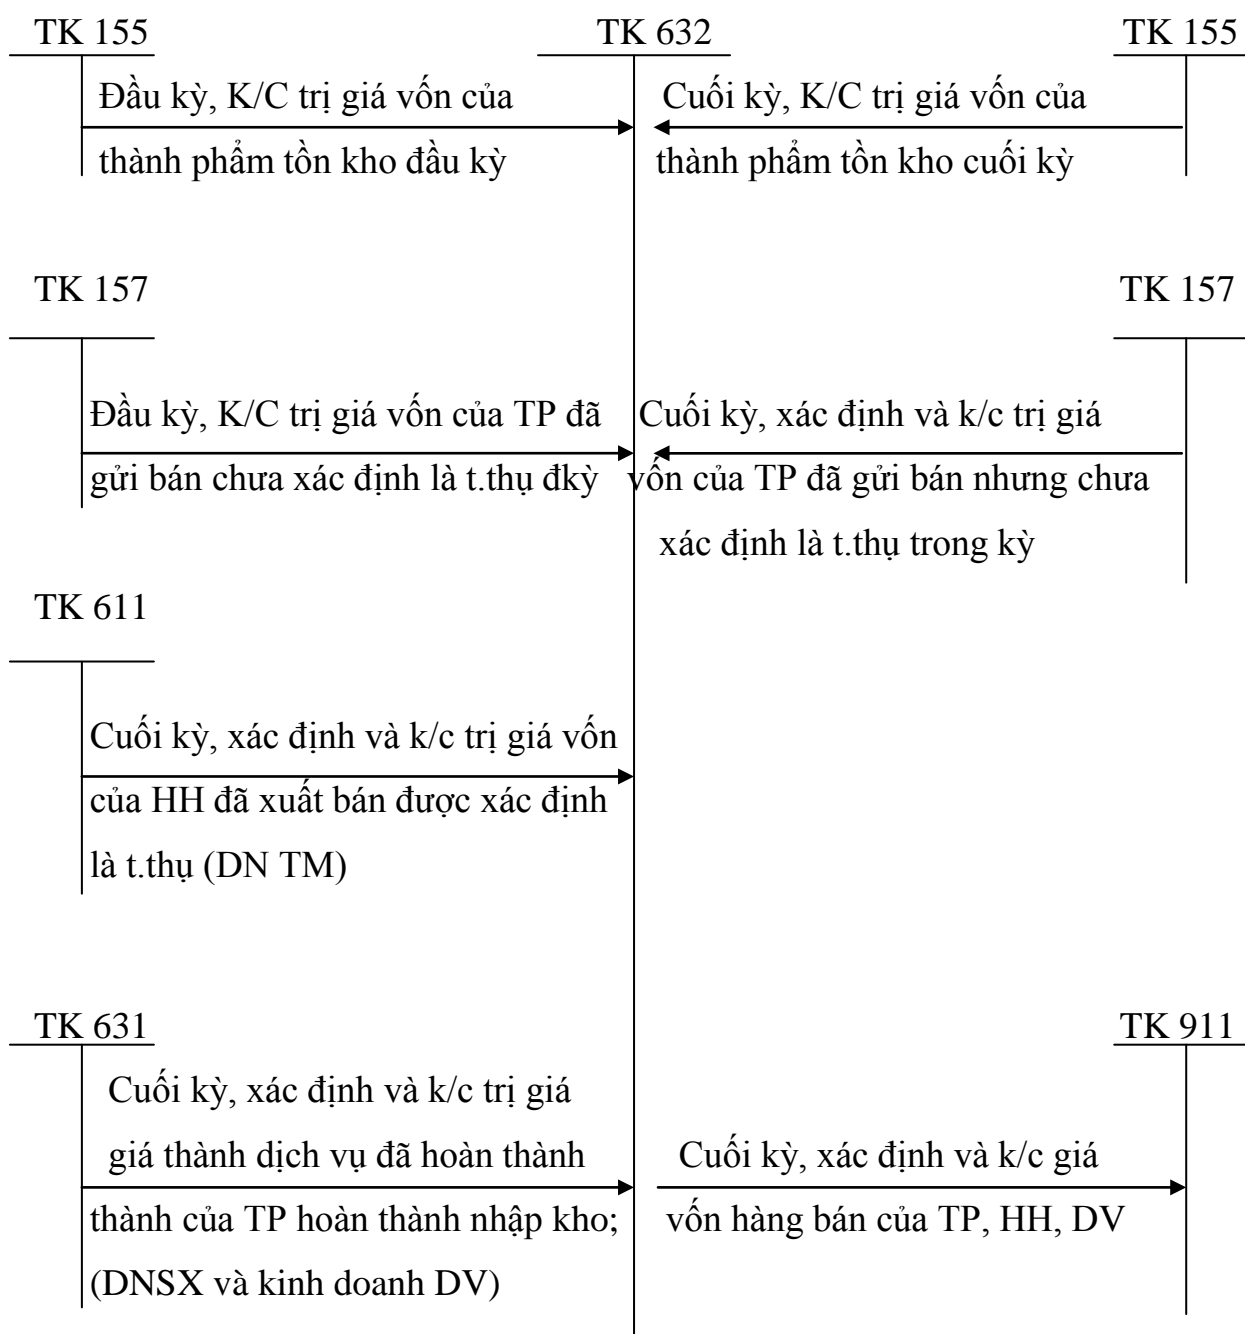 TK 155
TK 632
TK 155
Đầu kỳ, K/C trị giá vốn của
thành phẩm tồn kho đầu kỳ
Cuối kỳ, K/C trị giá vốn của
thành phẩm tồn kho cuối kỳ
TK 157
TK 157
Đầu kỳ, K/C trị giá vốn của TP đã
gửi bán chưa xác định là t.thụ đkỳ
Cuối kỳ, xác định và k/c trị giá
vốn của TP đã gửi bán nhưng chưa
xác định là t.thụ trong kỳ
TK 611
Cuối kỳ, xác định và k/c trị giá vốn
của HH đã xuất bán được xác định
là t.thụ (DN TM)
TK 631
TK 911
Cuối kỳ, xác định và k/c trị giá
giá thành dịch vụ đã hoàn thành
thành của TP hoàn thành nhập kho;
(DNSX và kinh doanh DV)
Cuối kỳ, xác định và k/c giá
vốn hàng bán của TP, HH, DV